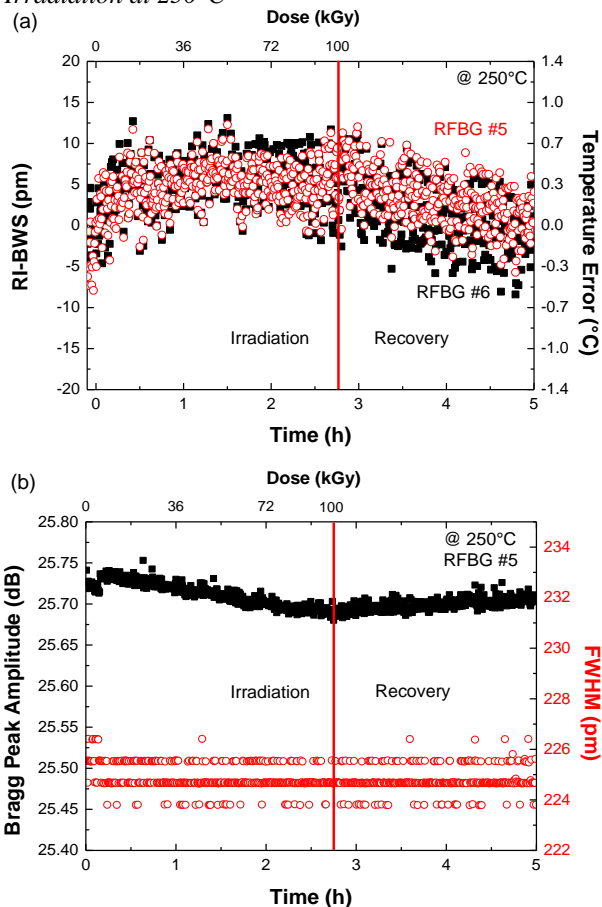 Irradiation at 250°C
(a)
Dose (kGy)
0 36 72 100
20
15
10
5
0
-5
-10
-15
-20
RI-BWS (pm)
@ 250°C
RFBG #5
RFBG #6
Irradiation Recovery
1.4
1.0
0.7
0.3
0.0
-0.3
-0.7
-1.0
-1.4
Temperature Error (°C)
0 1 2 3 4 5
Time (h)
(b)
Dose (kGy)
0 36 72 100
25.80
25.75
25.70
25.65
25.60
25.55
25.50
25.45
25.40
Bragg Peak Amplitude (dB)
@ 250°C
RFBG #5
Irradiation Recovery
234
232
230
228
226
224
222
FWHM (pm)
0 1 2 3 4 5
Time (h)